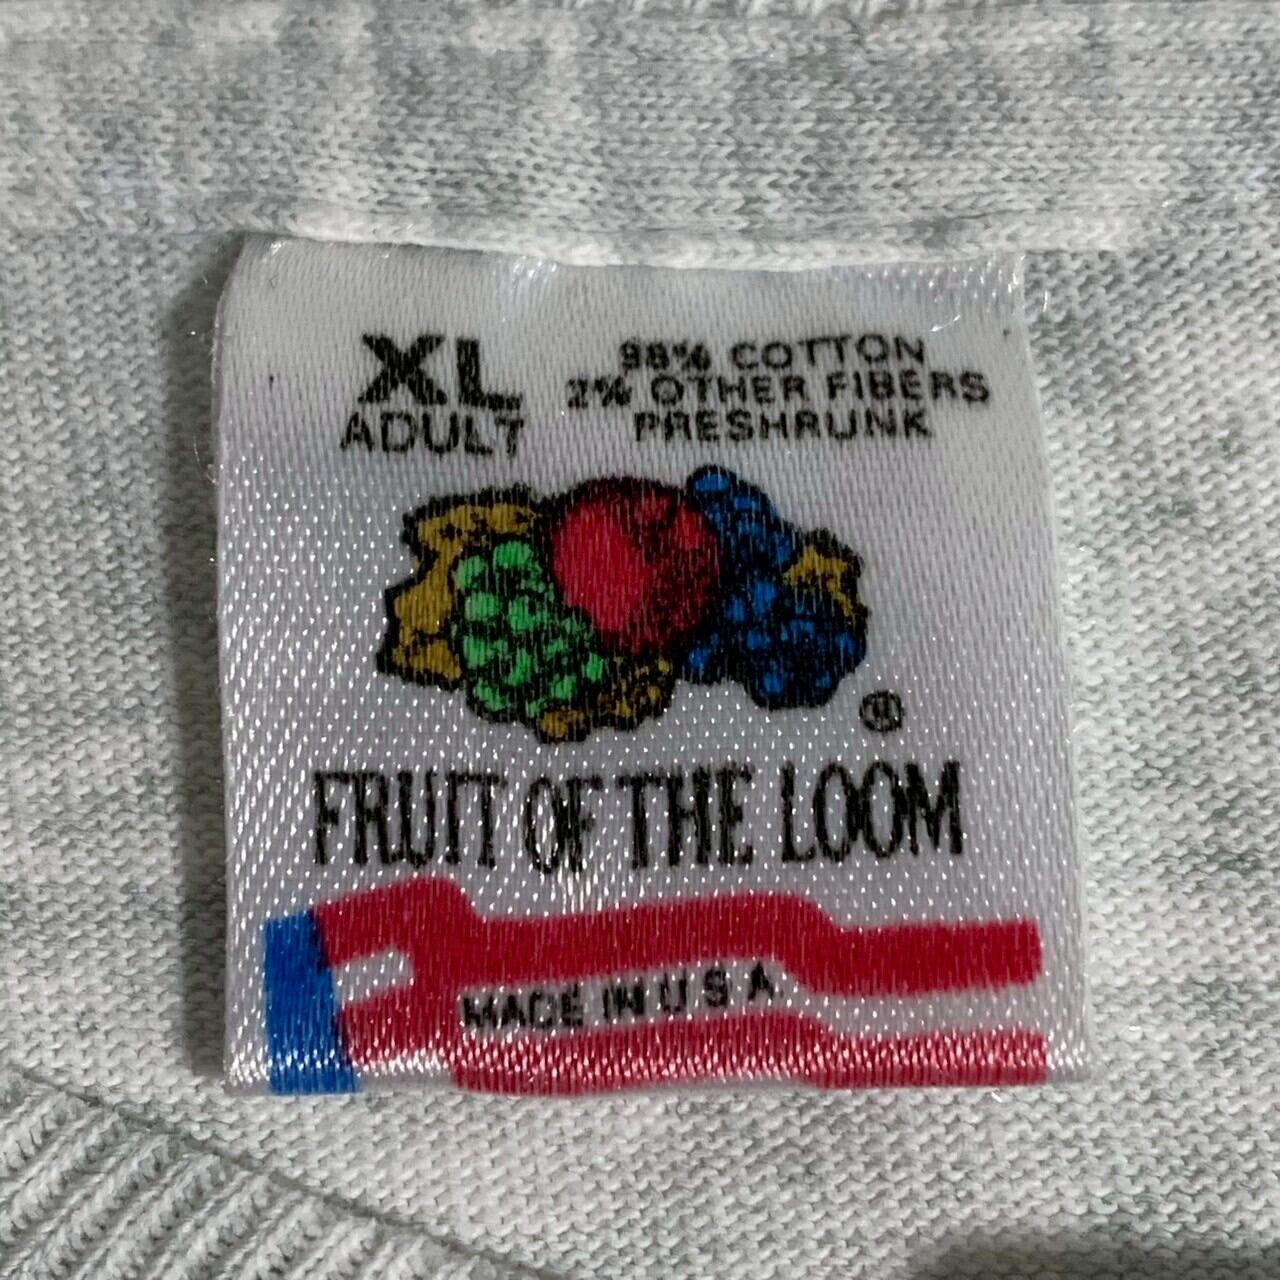 XL
ADULT
98% COTTON
2% OTHER FIBERS
PRESHRUNK
®
FRUIT OF THE LOOM
MADE IN U S A